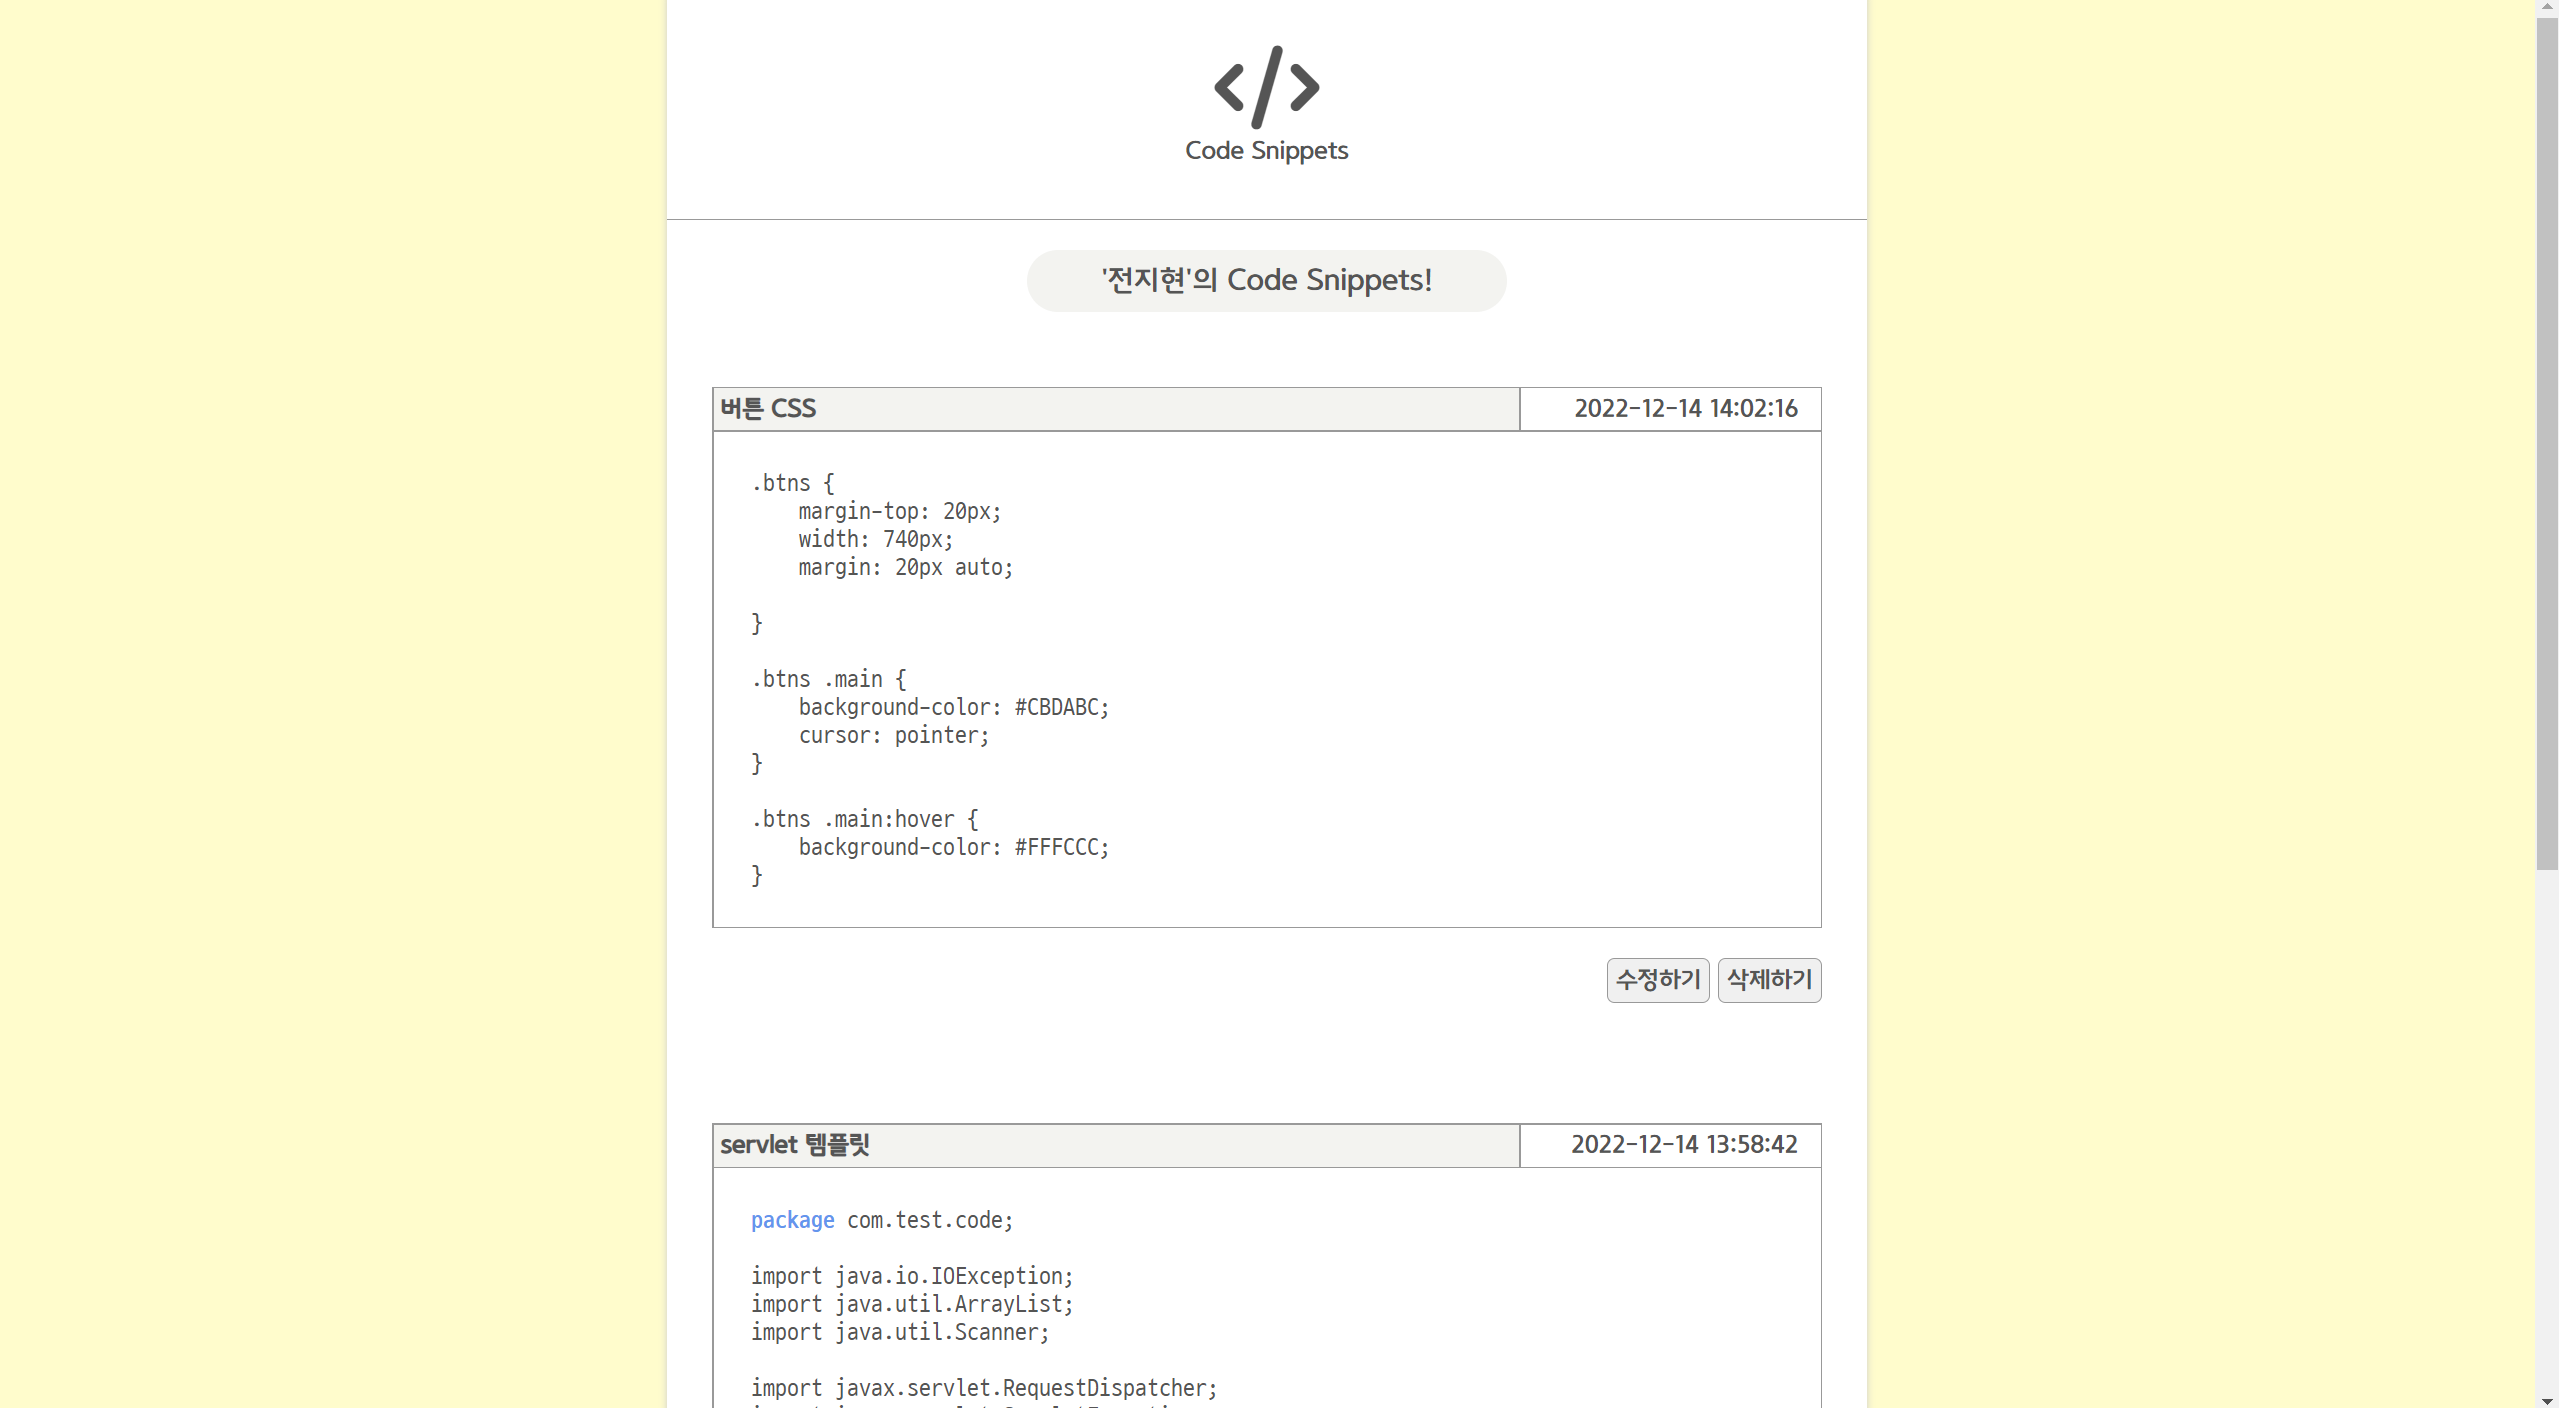 Code Snippets
'전지현'의 Code Snippets!
버튼 CSS 2022-12-14 14:02:16
.btns {
    margin-top: 20px;
    width: 740px;
    margin: 20px auto;
}
.btns .main {
    background-color: #CBDABC;
    cursor: pointer;
}
.btns .main:hover {
    background-color: #FFFCCC;
}
수정하기 삭제하기
servlet 템플릿 2022-12-14 13:58:42
package com.test.code;
import java.io.IOException;
import java.util.ArrayList;
import java.util.Scanner;
import javax.servlet.RequestDispatcher;